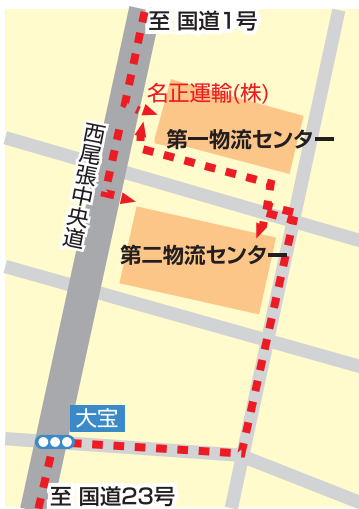 至 国道1号
名正運輸(株)
第一物流センター
西尾張中央道
第二物流センター
大宝
至 国道23号